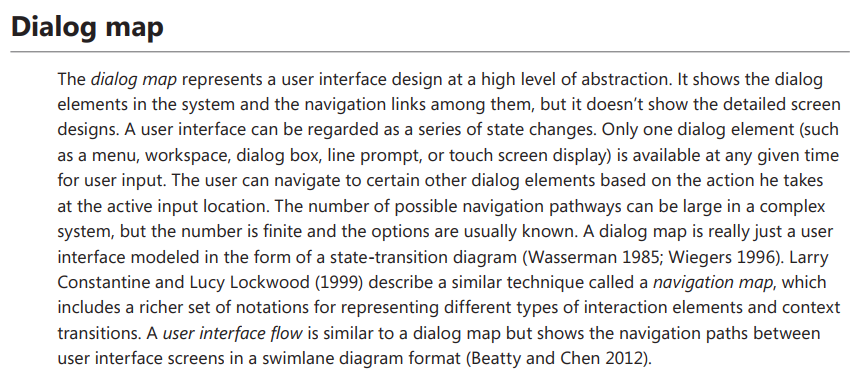 Dialog map
The dialog map represents a user interface design at a high level of abstraction. It shows the dialog
elements in the system and the navigation links among them, but it doesn't show the detailed screen
designs. A user interface can be regarded as a series of state changes. Only one dialog element (such
as a menu, workspace, dialog box, line prompt, or touch screen display) is available at any given time
for user input. The user can navigate to certain other dialog elements based on the action he takes
at the active input location. The number of possible navigation pathways can be large in a complex
system, but the number is finite and the options are usually known. A dialog map is really just a user
interface modeled in the form of a state-transition diagram (Wasserman 1985; Wiegers 1996). Larry
Constantine and Lucy Lockwood (1999) describe a similar technique called a navigation map, which
includes a richer set of notations for representing different types of interaction elements and context
transitions. A user interface flow is similar to a dialog map but shows the navigation paths between
user interface screens in a swimlane diagram format (Beatty and Chen 2012).